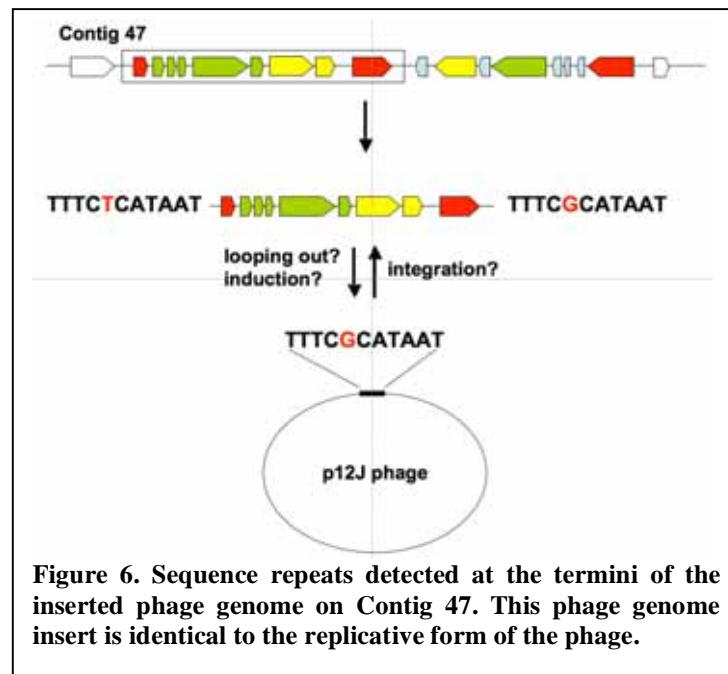 Contig 47
TTTCTCATAAT
TTTCGCATAAT
looping out?
induction?
integration?
TTTCGCATAAT
p12J phage
Figure 6. Sequence repeats detected at the termini of the
inserted phage genome on Contig 47. This phage genome
insert is identical to the replicative form of the phage.